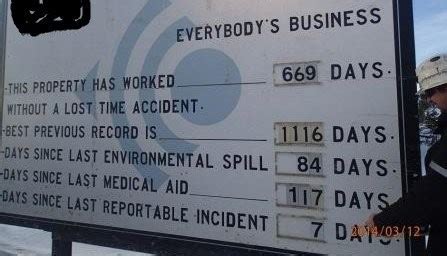 EVERYBODY'S BUSINESS
-THIS PROPERTY HAS WORKED 669 DAYS.
WITHOUT A LOST TIME ACCIDENT.
-BEST PREVIOUS RECORD IS 1116 DAYS.
-DAYS SINCE LAST ENVIRONMENTAL SPILL 84 DAYS.
-DAYS SINCE LAST MEDICAL AID 117 DAYS.
-DAYS SINCE LAST REPORTABLE INCIDENT 7 DAYS.
2014/03/12